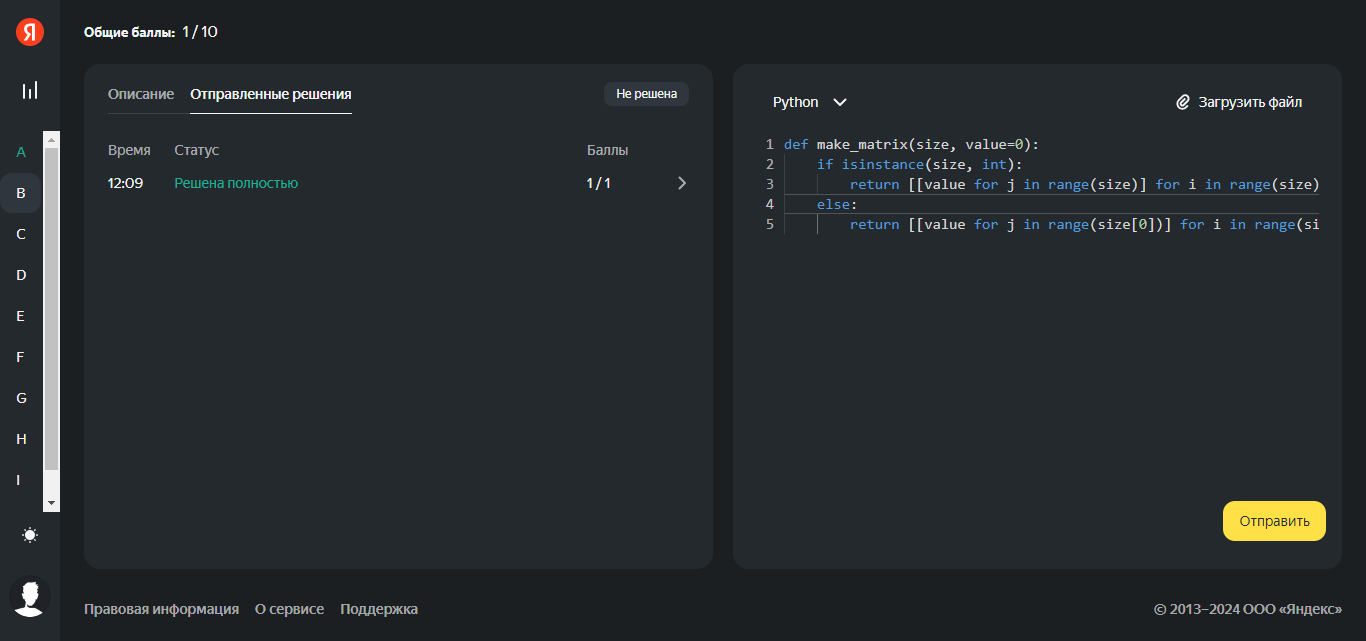 Я
Общие баллы: 1 / 10
A
B
C
D
E
F
G
H
I
Описание Отправленные решения Не решена
Время Статус Баллы
12:09 Решена полностью 1 / 1
Python Загрузить файл
1 def make_matrix(size, value=0):
2 if isinstance(size, int):
3 return [[value for j in range(size)] for i in range(size)
4 else:
5 return [[value for j in range(size[0])] for i in range(si
Отправить
Правовая информация О сервисе Поддержка
© 2013–2024 ООО «Яндекс»